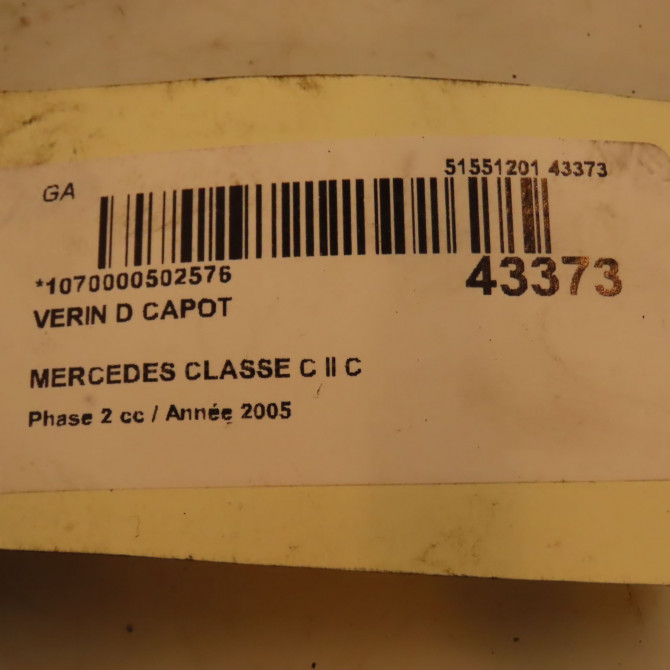 51551201 43373
GA
*1070000502576
43373
VERIN D CAPOT
MERCEDES CLASSE C II C
Phase 2 cc / Année 2005